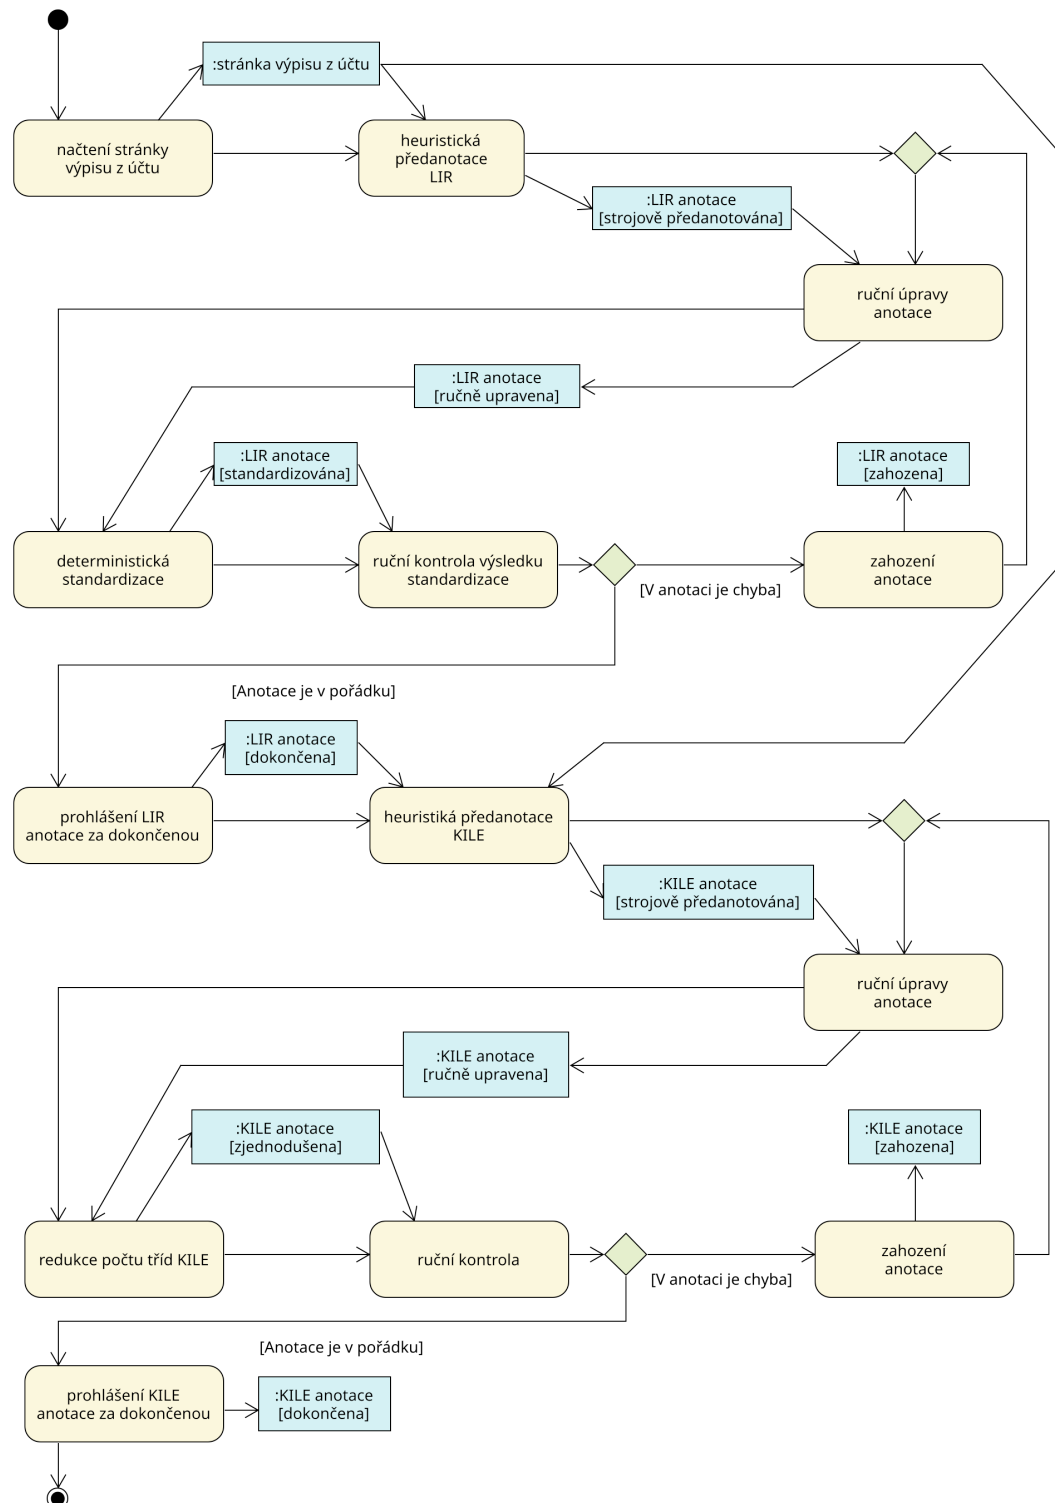 :stránka výpisu z účtu
načtení stránky
výpisu z účtu
heuristická
předanotace
LIR
:LIR anotace
[strojově předanotována]
ruční úpravy
anotace
:LIR anotace
[ručně upravena]
:LIR anotace
[standardizována]
:LIR anotace
[zahozena]
deterministická
standardizace
ruční kontrola výsledku
standardizace
[V anotaci je chyba]
zahození
anotace
[Anotace je v pořádku]
:LIR anotace
[dokončena]
prohlášení LIR
anotace za dokončenou
heuristiká předanotace
KILE
:KILE anotace
[strojově předanotována]
ruční úpravy
anotace
:KILE anotace
[ručně upravena]
:KILE anotace
[zjednodušena]
:KILE anotace
[zahozena]
redukce počtu tříd KILE
ruční kontrola
[V anotaci je chyba]
zahození
anotace
[Anotace je v pořádku]
prohlášení KILE
anotace za dokončenou
:KILE anotace
[dokončena]